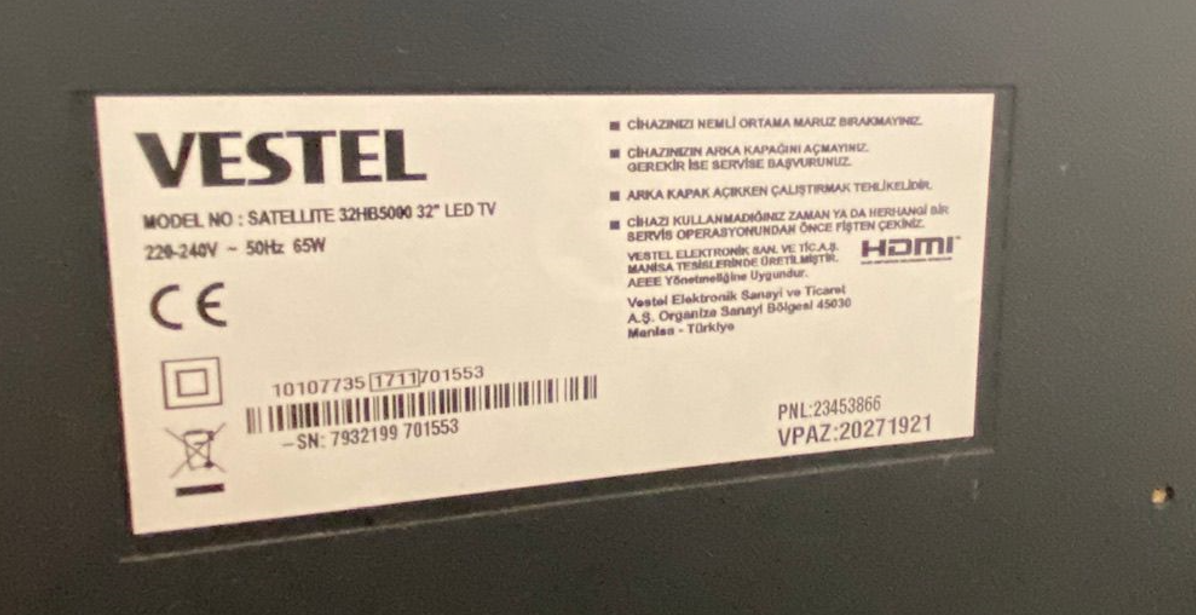 VESTEL
MODEL NO : SATELLITE 32HB5000 32" LED TV
220-240V ~ 50Hz 65W
CE
10107735 1711 701553
SN: 7932199 701553
■ CİHAZINIZI NEMLİ ORTAMA MARUZ BIRAKMAYINIZ.
■ CİHAZINIZIN ARKA KAPAĞINI AÇMAYINIZ.
GEREKİR İSE SERVİSE BAŞVURUNUZ.
■ ARKA KAPAK AÇIKKEN ÇALIŞTIRMAK TEHLİKELİDİR.
■ CİHAZI KULLANMADIĞINIZ ZAMAN YA DA HERHANGİ BİR
SERVİS OPERASYONUNDAN ÖNCE FİŞTEN ÇEKİNİZ.
VESTEL ELEKTRONİK SAN. VE TİC.A.Ş.
MANİSA TESİSLERİNDE ÜRETİLMİŞTİR.
AEEE Yönetmeliğine Uygundur.
HDMI
Vestel Elektronik Sanayi ve Ticaret
A.Ş. Organize Sanayi Bölgesi 45030
Manisa - Türkiye
PNL:23453866
VPAZ:20271921